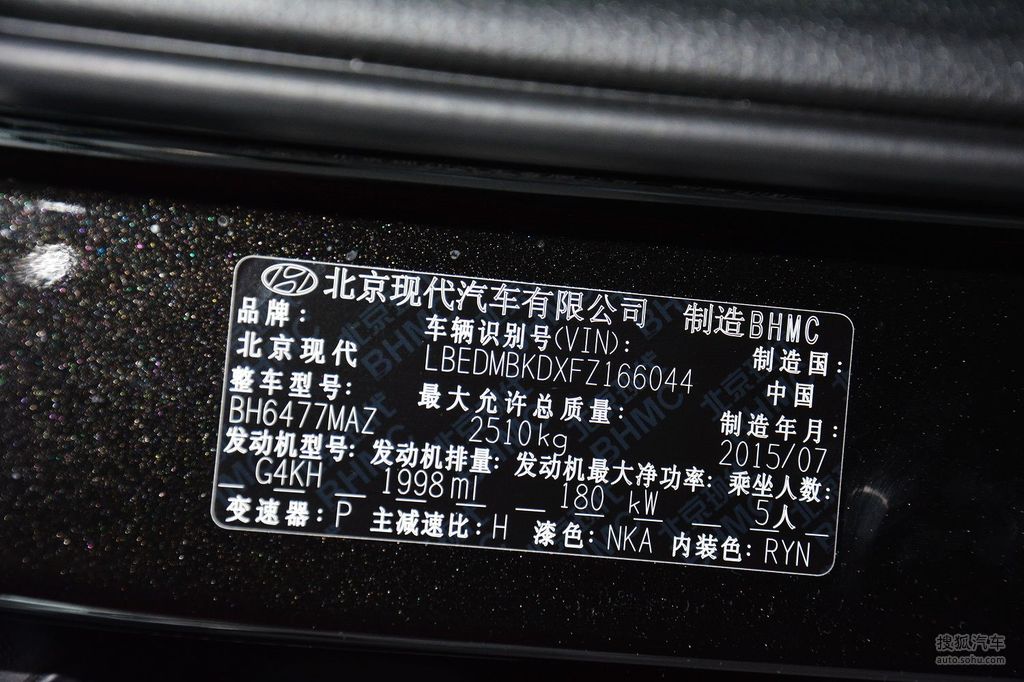 北京现代汽车有限公司 制造BHMC
品牌: 车辆识别号(VIN): 制造国:
北京现代 LBEDMBKDXFZ166044 中国
整车型号: 最大允许总质量: 制造年月:
BH6477MAZ 2510kg 2015/07
发动机型号: 发动机排量: 发动机最大净功率: 乘坐人数:
G4KH 1998ml 180 kW 5人
变速器: P 主减速比: H 漆色: NKA 内装色: RYN
搜狐汽车
auto.sohu.com